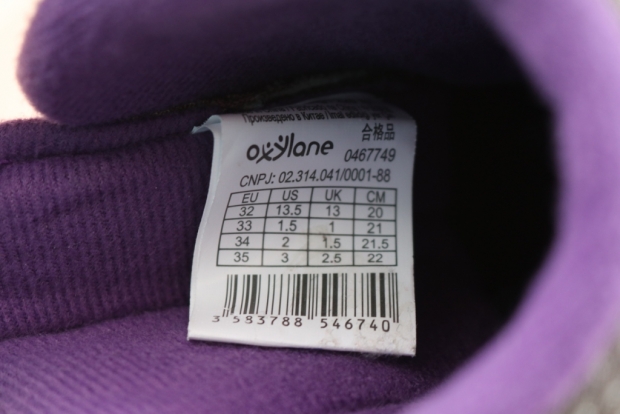 Произведено в Китае
合格品
oxylane 0467749
CNPJ: 02.314.041/0001-88
EU US UK CM
32 13.5 13 20
33 1.5 1 21
34 2 1.5 21.5
35 3 2.5 22
3 583788 546740